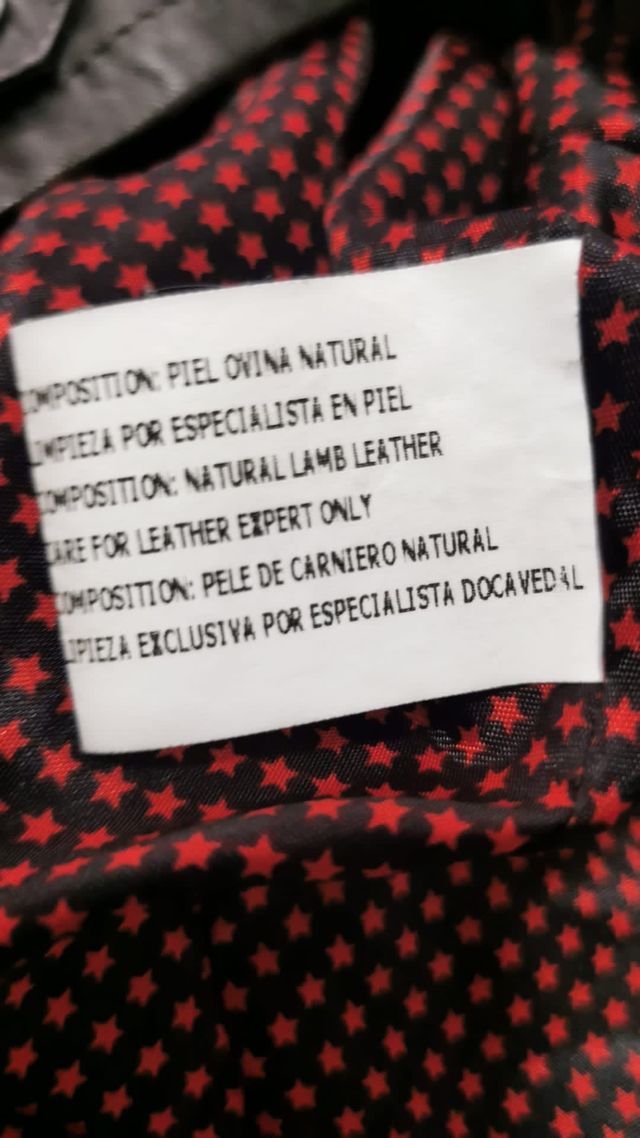 COMPOSITION: PIEL OVINA NATURAL
LIMPIEZA POR ESPECIALISTA EN PIEL
COMPOSITION: NATURAL LAMB LEATHER
CARE FOR LEATHER EXPERT ONLY
COMPOSITION: PELE DE CARNIERO NATURAL
LIPIEZA EXCLUSIVA POR ESPECIALISTA DOCAVEDAL